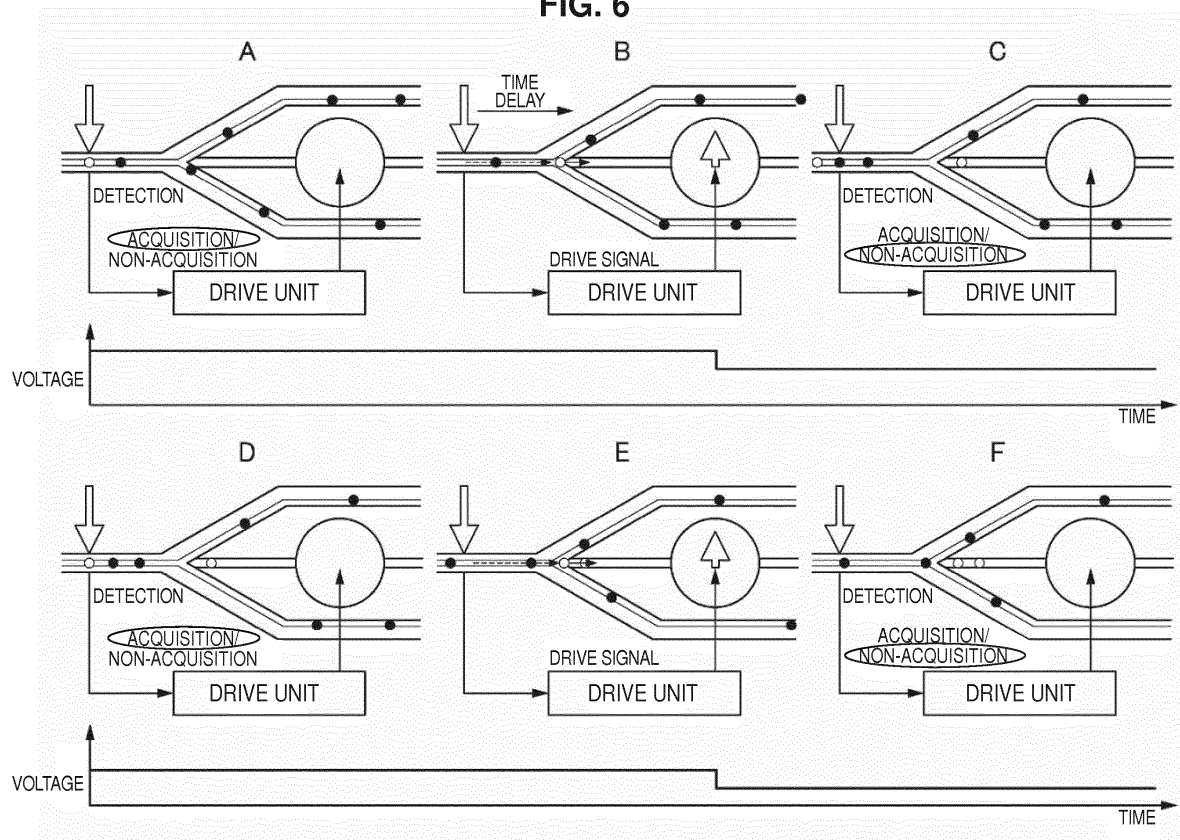 FIG. 6
A
B
C
TIME
DELAY
DETECTION
DETECTION
ACQUISITION/
NON-ACQUISITION
DRIVE SIGNAL
ACQUISITION/
NON-ACQUISITION
DRIVE UNIT
DRIVE UNIT
DRIVE UNIT
VOLTAGE
TIME
D
E
F
DETECTION
DETECTION
ACQUISITION/
NON-ACQUISITION
DRIVE SIGNAL
ACQUISITION/
NON-ACQUISITION
DRIVE UNIT
DRIVE UNIT
DRIVE UNIT
VOLTAGE
TIME